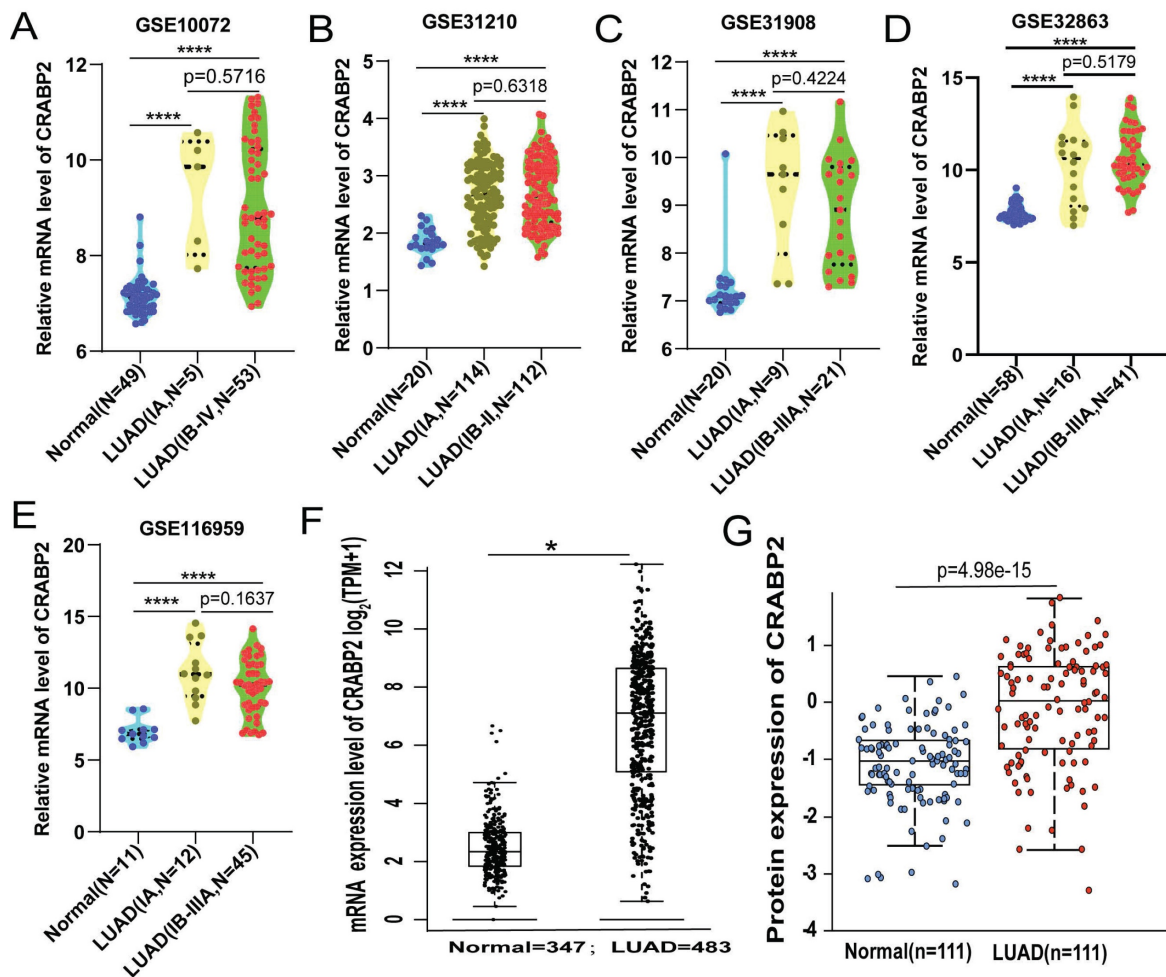 A
GSE10072
Relative mRNA level of CRABP2
****
p=0.5716
****
12
10
8
6
Normal(N=49)
LUAD(IA,N=5)
LUAD(IB-IV,N=53)
B
GSE31210
Relative mRNA level of CRABP2
****
p=0.6318
****
5
4
3
2
1
0
Normal(N=20)
LUAD(IA,N=114)
LUAD(IB-II,N=112)
C
GSE31908
Relative mRNA level of CRABP2
****
p=0.4224
****
12
11
10
9
8
7
6
Normal(N=20)
LUAD(IA,N=9)
LUAD(IB-IIIA,N=21)
D
GSE32863
Relative mRNA level of CRABP2
****
p=0.5179
****
15
10
5
0
Normal(N=58)
LUAD(IA,N=16)
LUAD(IB-IIIA,N=41)
E
GSE116959
Relative mRNA level of CRABP2
****
p=0.1637
****
20
15
10
5
0
Normal(N=11)
LUAD(IA,N=12)
LUAD(IB-IIIA,N=45)
F
mRNA expression level of CRABP2 log₂(TPM+1)
*
12
10
8
6
4
2
0
Normal=347 ; LUAD=483
G
Protein expression of CRABP2
p=4.98e-15
1
0
-1
-2
-3
-4
Normal(n=111)
LUAD(n=111)